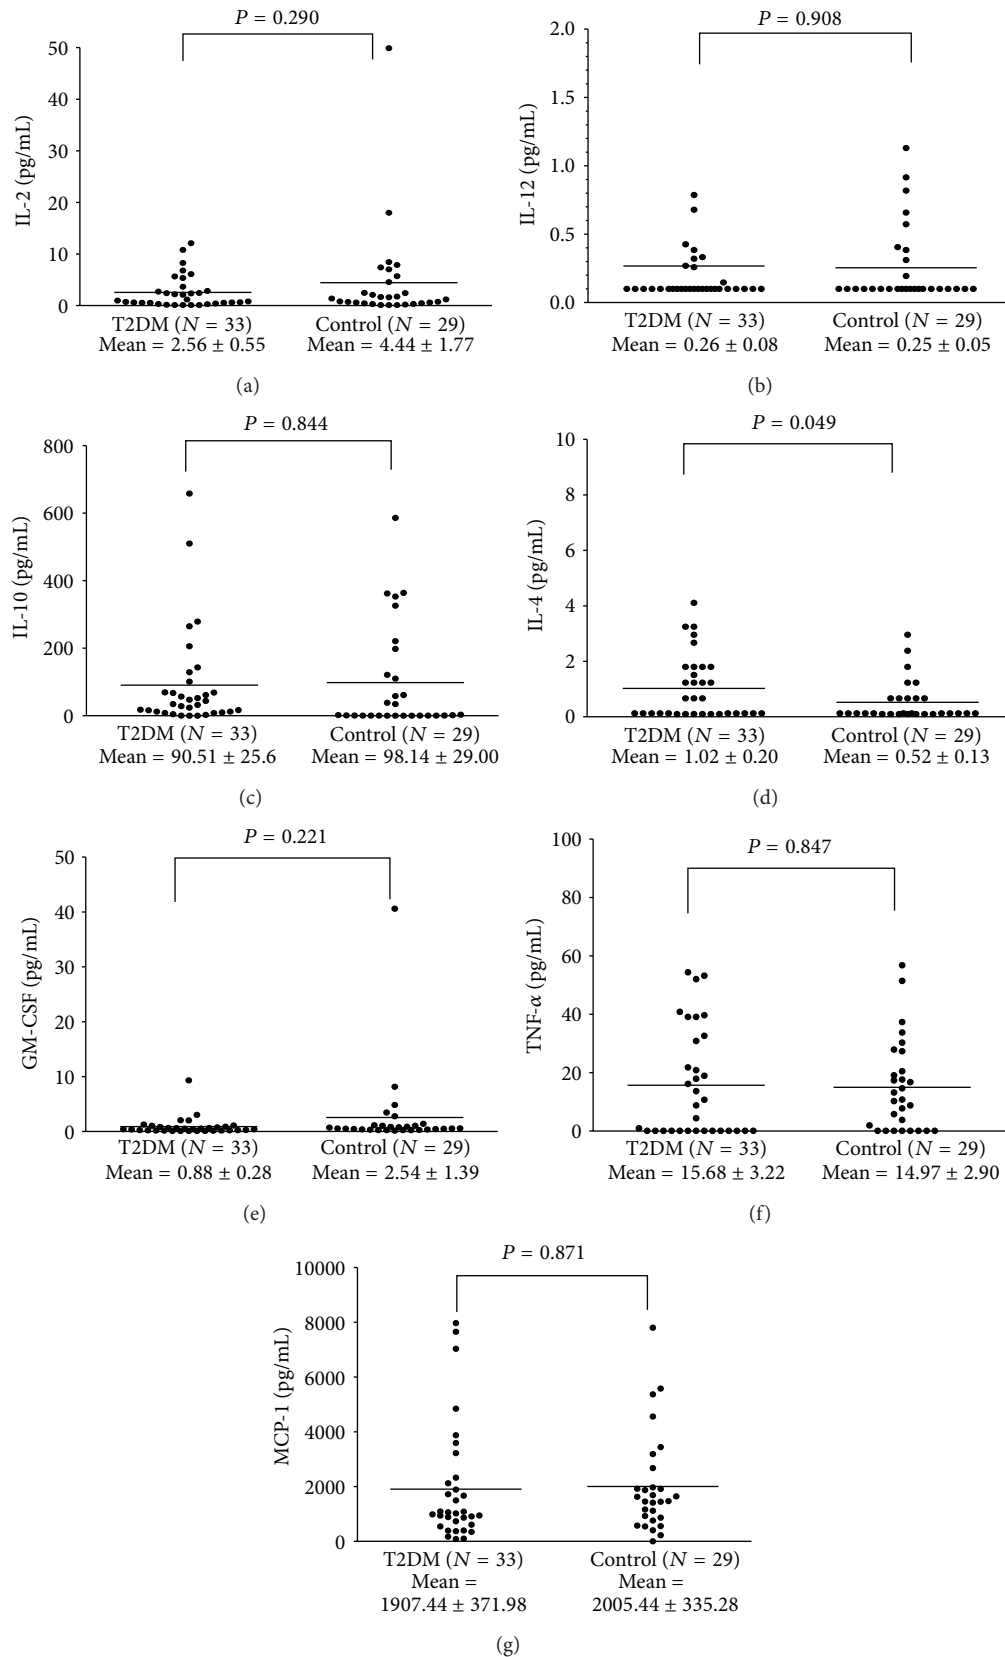 P = 0.290
50
40
30
20
10
0
IL-2 (pg/mL)
T2DM (N = 33)
Mean = 2.56 ± 0.55
Control (N = 29)
Mean = 4.44 ± 1.77
(a)
P = 0.908
2.0
1.5
1.0
0.5
0.0
IL-12 (pg/mL)
T2DM (N = 33)
Mean = 0.26 ± 0.08
Control (N = 29)
Mean = 0.25 ± 0.05
(b)
P = 0.844
800
600
400
200
0
IL-10 (pg/mL)
T2DM (N = 33)
Mean = 90.51 ± 25.6
Control (N = 29)
Mean = 98.14 ± 29.00
(c)
P = 0.049
10
8
6
4
2
0
IL-4 (pg/mL)
T2DM (N = 33)
Mean = 1.02 ± 0.20
Control (N = 29)
Mean = 0.52 ± 0.13
(d)
P = 0.221
50
40
30
20
10
0
GM-CSF (pg/mL)
T2DM (N = 33)
Mean = 0.88 ± 0.28
Control (N = 29)
Mean = 2.54 ± 1.39
(e)
P = 0.847
100
80
60
40
20
0
TNF-α (pg/mL)
T2DM (N = 33)
Mean = 15.68 ± 3.22
Control (N = 29)
Mean = 14.97 ± 2.90
(f)
P = 0.871
10000
8000
6000
4000
2000
0
MCP-1 (pg/mL)
T2DM (N = 33)
Mean =
1907.44 ± 371.98
Control (N = 29)
Mean =
2005.44 ± 335.28
(g)